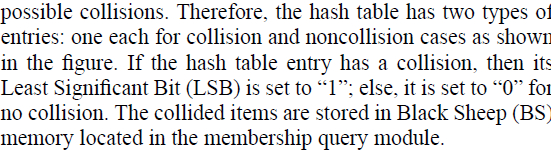 possible collisions. Therefore, the hash table has two types of
entries: one each for collision and noncollision cases as shown
in the figure. If the hash table entry has a collision, then its
Least Significant Bit (LSB) is set to “1”; else, it is set to “0” for
no collision. The collided items are stored in Black Sheep (BS)
memory located in the membership query module.